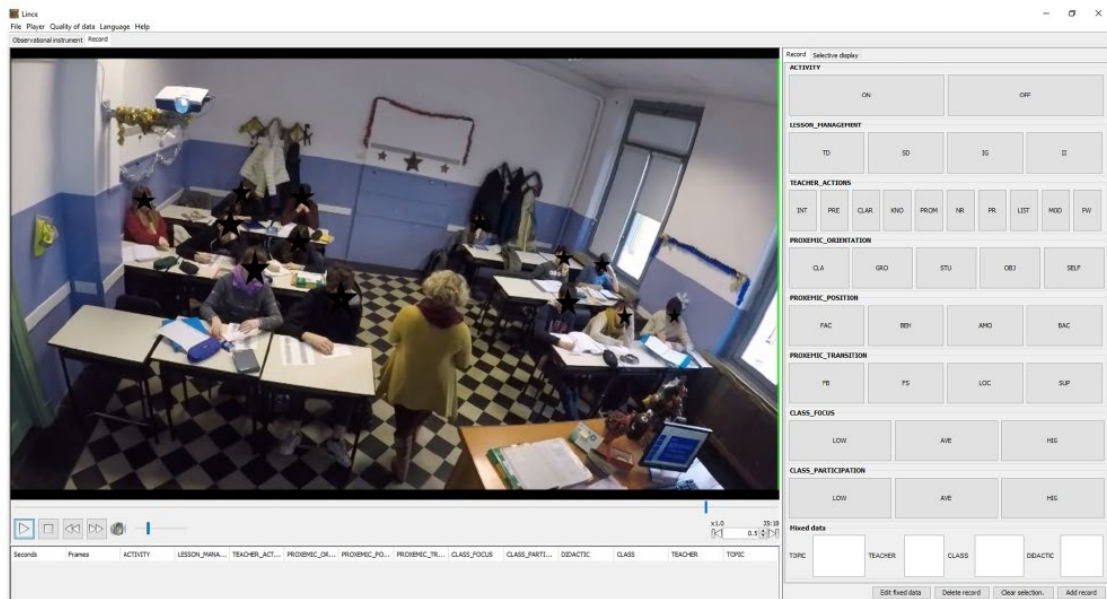 Lince
File Player Quality of data Language Help
Observational instrument Record
Record Selective display
ACTIVITY
ON OFF
LESSON_MANAGEMENT
TD SD IG II
TEACHER_ACTIONS
INT PRE CLAR KNO PROM NR PR LIST MOD PW
PROXEMIC_ORIENTATION
CLA GRO STU OBJ SELF
PROXEMIC_POSITION
FAC BEH AMO BAC
PROXEMIC_TRANSITION
FB FS LOC SUP
CLASS_FOCUS
LOW AVE HIG
CLASS_PARTICIPATION
LOW AVE HIG
Mixed data
TOPIC TEACHER CLASS DIDACTIC
x1.0 35:18
0.5
Seconds Frames ACTIVITY LESSON_MANA... TEACHER_ACT... PROXEMIC_OR... PROXEMIC_PO... PROXEMIC_TR... CLASS_FOCUS CLASS_PARTI... DIDACTIC CLASS TEACHER TOPIC
Edit fixed data Delete record Clear selection. Add record